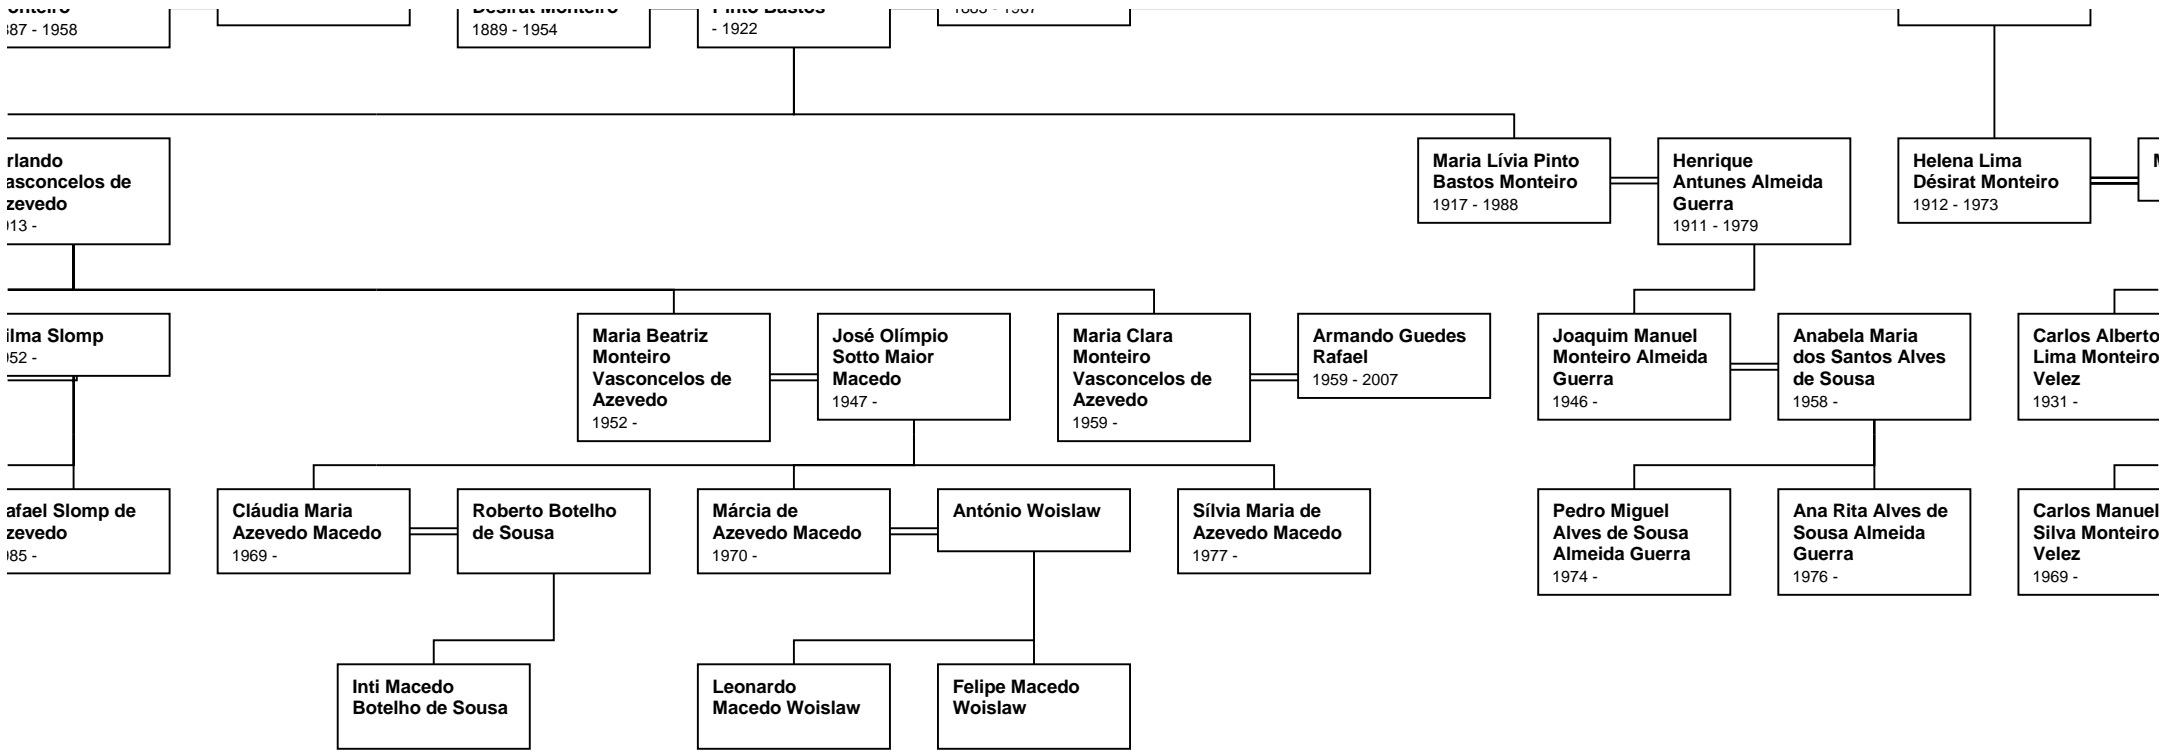 1889 - 1954
- 1922
1958
Maria Lívia Pinto
Bastos Monteiro
1917 - 1988
Henrique
Antunes Almeida
Guerra
1911 - 1979
Helena Lima
Désirat Monteiro
1912 - 1973
Slomp
Maria Beatriz
Monteiro
Vasconcelos de
Azevedo
1952 -
José Olímpio
Sotto Maior
Macedo
1947 -
Maria Clara
Monteiro
Vasconcelos de
Azevedo
1959 -
Armando Guedes
Rafael
1959 - 2007
Joaquim Manuel
Monteiro Almeida
Guerra
1946 -
Anabela Maria
dos Santos Alves
de Sousa
1958 -
Carlos Alberto
Lima Monteiro
Velez
1931 -
Slomp de
Cláudia Maria
Azevedo Macedo
1969 -
Roberto Botelho
de Sousa
Márcia de
Azevedo Macedo
1970 -
António Woislaw
Sílvia Maria de
Azevedo Macedo
1977 -
Pedro Miguel
Alves de Sousa
Almeida Guerra
1974 -
Ana Rita Alves de
Sousa Almeida
Guerra
1976 -
Carlos Manuel
Silva Monteiro
Velez
1969 -
Inti Macedo
Botelho de Sousa
Leonardo
Macedo Woislaw
Felipe Macedo
Woislaw